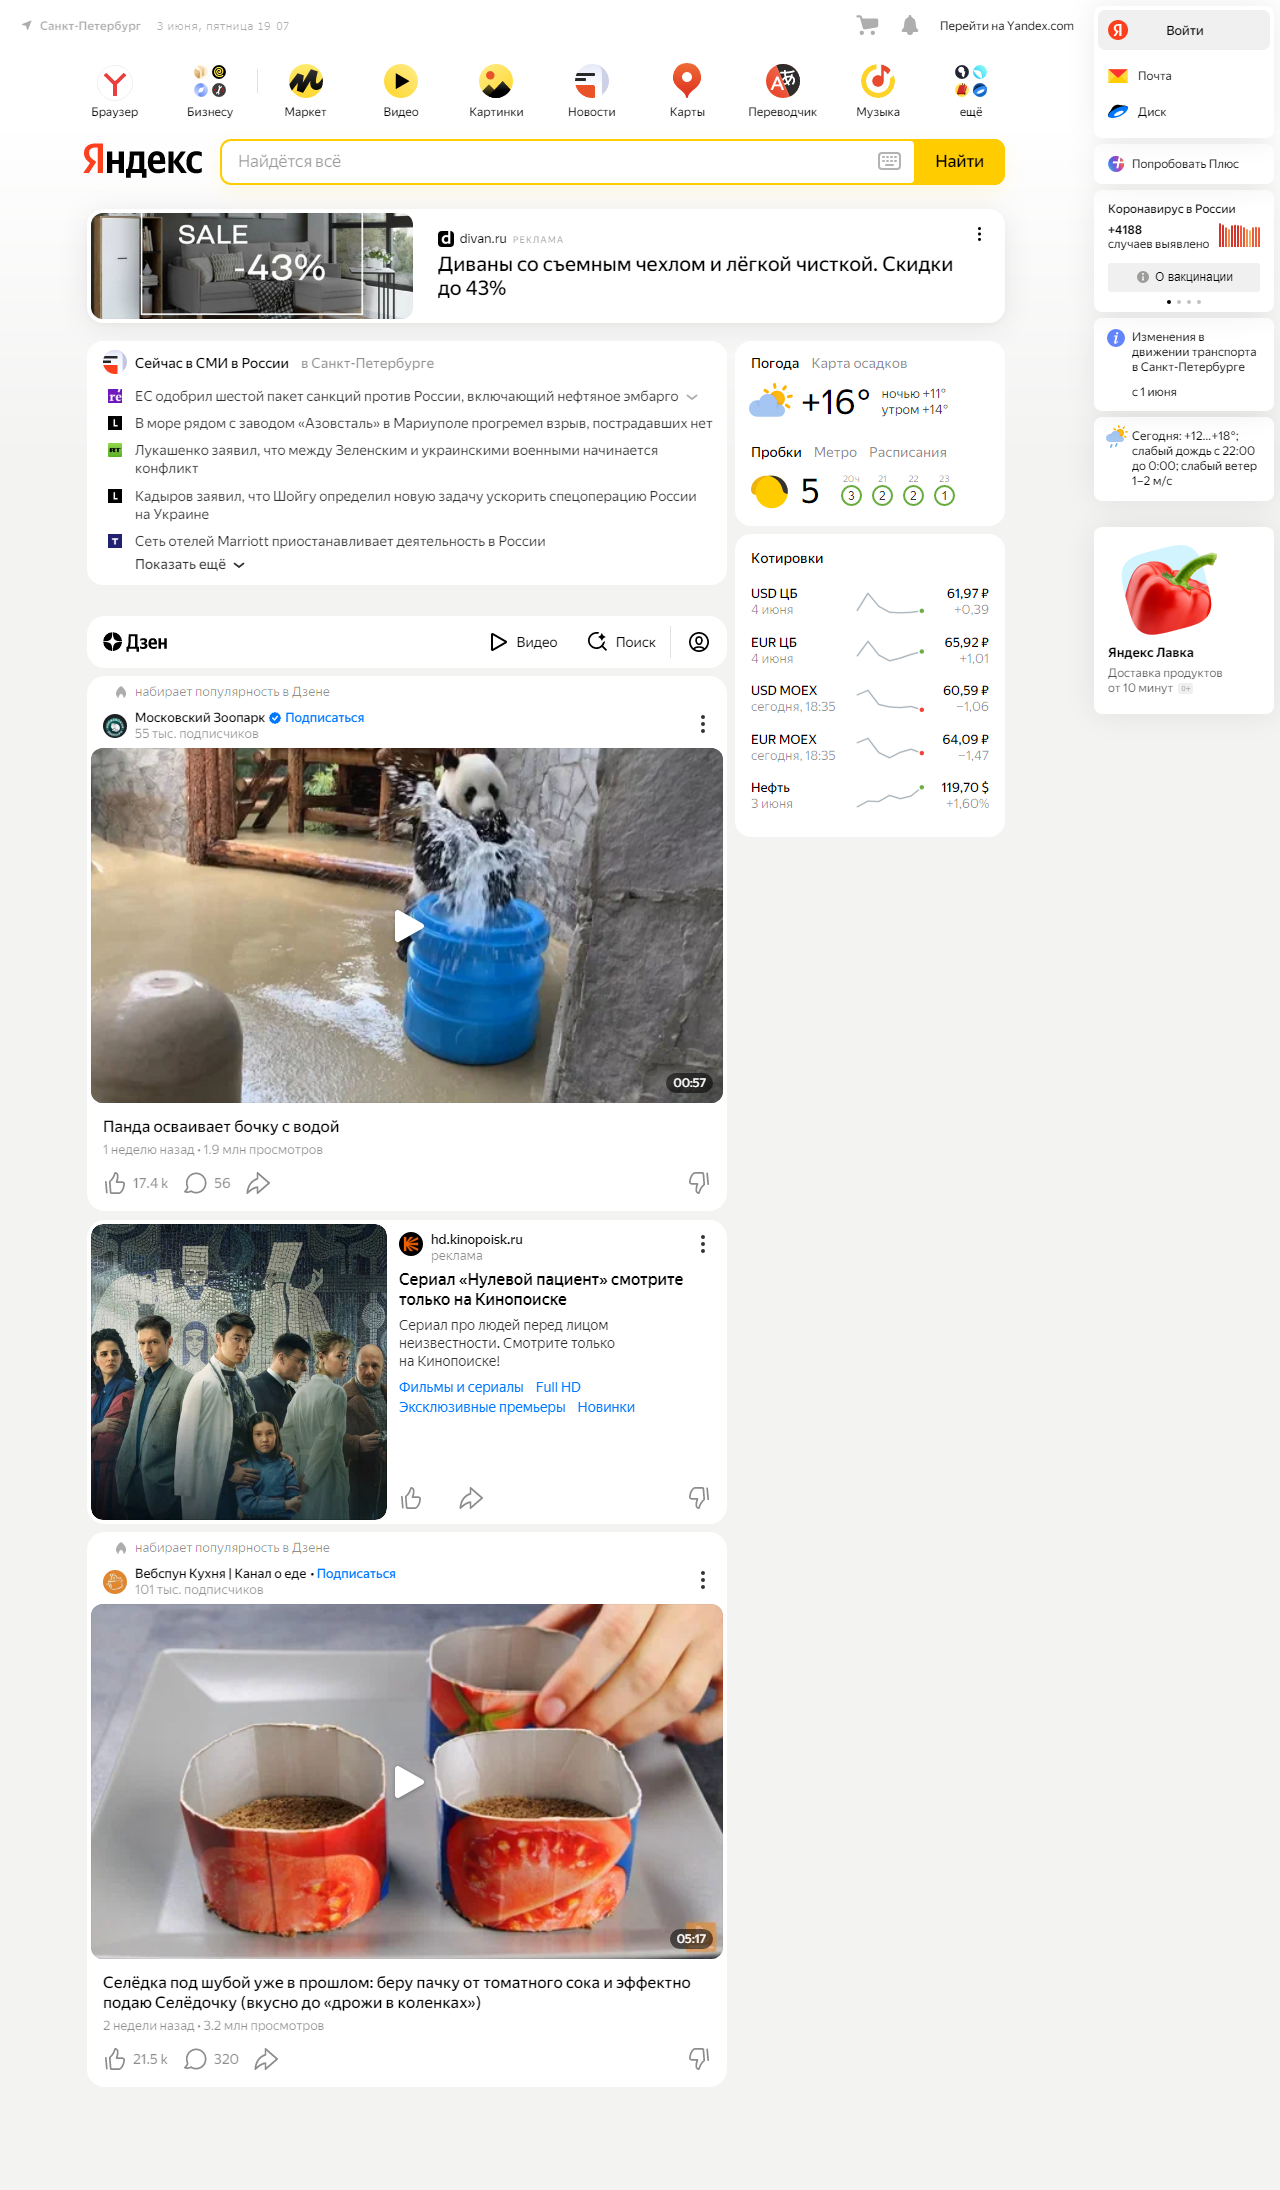 Санкт-Петербург
3 июня, пятница 19 07
Перейти на Yandex.com
Браузер
Бизнесу
Маркет
Видео
Картинки
Новости
Карты
Переводчик
Музыка
ещё
Яндекс
Найдётся всё
Найти
SALE
-43%
divan.ru РЕКЛАМА
Диваны со съемным чехлом и лёгкой чисткой. Скидки
до 43%
Сейчас в СМИ в России в Санкт-Петербурге
ЕС одобрил шестой пакет санкций против России, включающий нефтяное эмбарго
В море рядом с заводом «Азовсталь» в Мариуполе прогремел взрыв, пострадавших нет
Лукашенко заявил, что между Зеленским и украинскими военными начинается
конфликт
Кадыров заявил, что Шойгу определил новую задачу ускорить спецоперацию России
на Украине
Сеть отелей Marriott приостанавливает деятельность в России
Показать ещё
Погода Карта осадков
+16°
ночью +11°
утром +14°
Пробки Метро Расписания
5
20ч 21 22 23
3 2 2 1
Котировки
USD ЦБ 61,97 ₽
4 июня +0,39
EUR ЦБ 65,92 ₽
4 июня +1,01
USD MOEX 60,59 ₽
сегодня, 18:35 −1,06
EUR MOEX 64,09 ₽
сегодня, 18:35 −1,47
Нефть 119,70 $
3 июня +1,60%
Войти
Почта
Диск
Попробовать Плюс
Коронавирус в России
+4188
случаев выявлено
О вакцинации
Изменения в
движении транспорта
в Санкт-Петербурге
с 1 июня
Сегодня: +12…+18°;
слабый дождь с 22:00
до 0:00; слабый ветер
1–2 м/с
Яндекс Лавка
Доставка продуктов
от 10 минут 0+
Дзен
Видео
Поиск
набирает популярность в Дзене
Московский Зоопарк Подписаться
55 тыс. подписчиков
00:57
Панда осваивает бочку с водой
1 неделю назад • 1.9 млн просмотров
17.4 k 56
hd.kinopoisk.ru
реклама
Сериал «Нулевой пациент» смотрите
только на Кинопоиске
Сериал про людей перед лицом
неизвестности. Смотрите только
на Кинопоиске!
Фильмы и сериалы Full HD
Эксклюзивные премьеры Новинки
набирает популярность в Дзене
Вебспун Кухня | Канал о еде • Подписаться
101 тыс. подписчиков
05:17
Селёдка под шубой уже в прошлом: беру пачку от томатного сока и эффектно
подаю Селёдочку (вкусно до «дрожи в коленках»)
2 недели назад • 3.2 млн просмотров
21.5 k 320